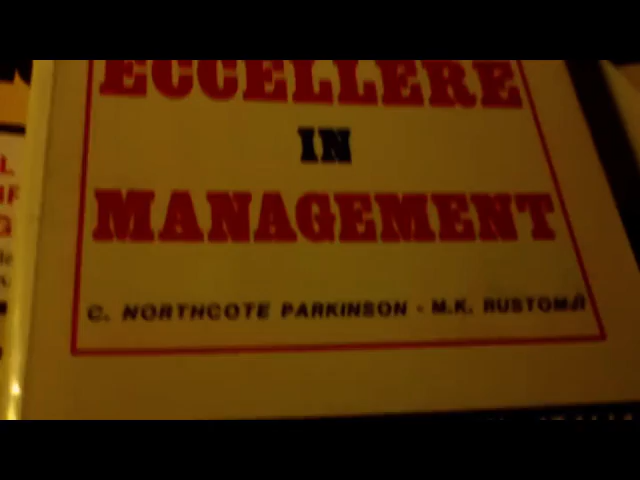 ECCELLERE
IN
MANAGEMENT
C. NORTHCOTE PARKINSON - M.K. RUSTOMJI